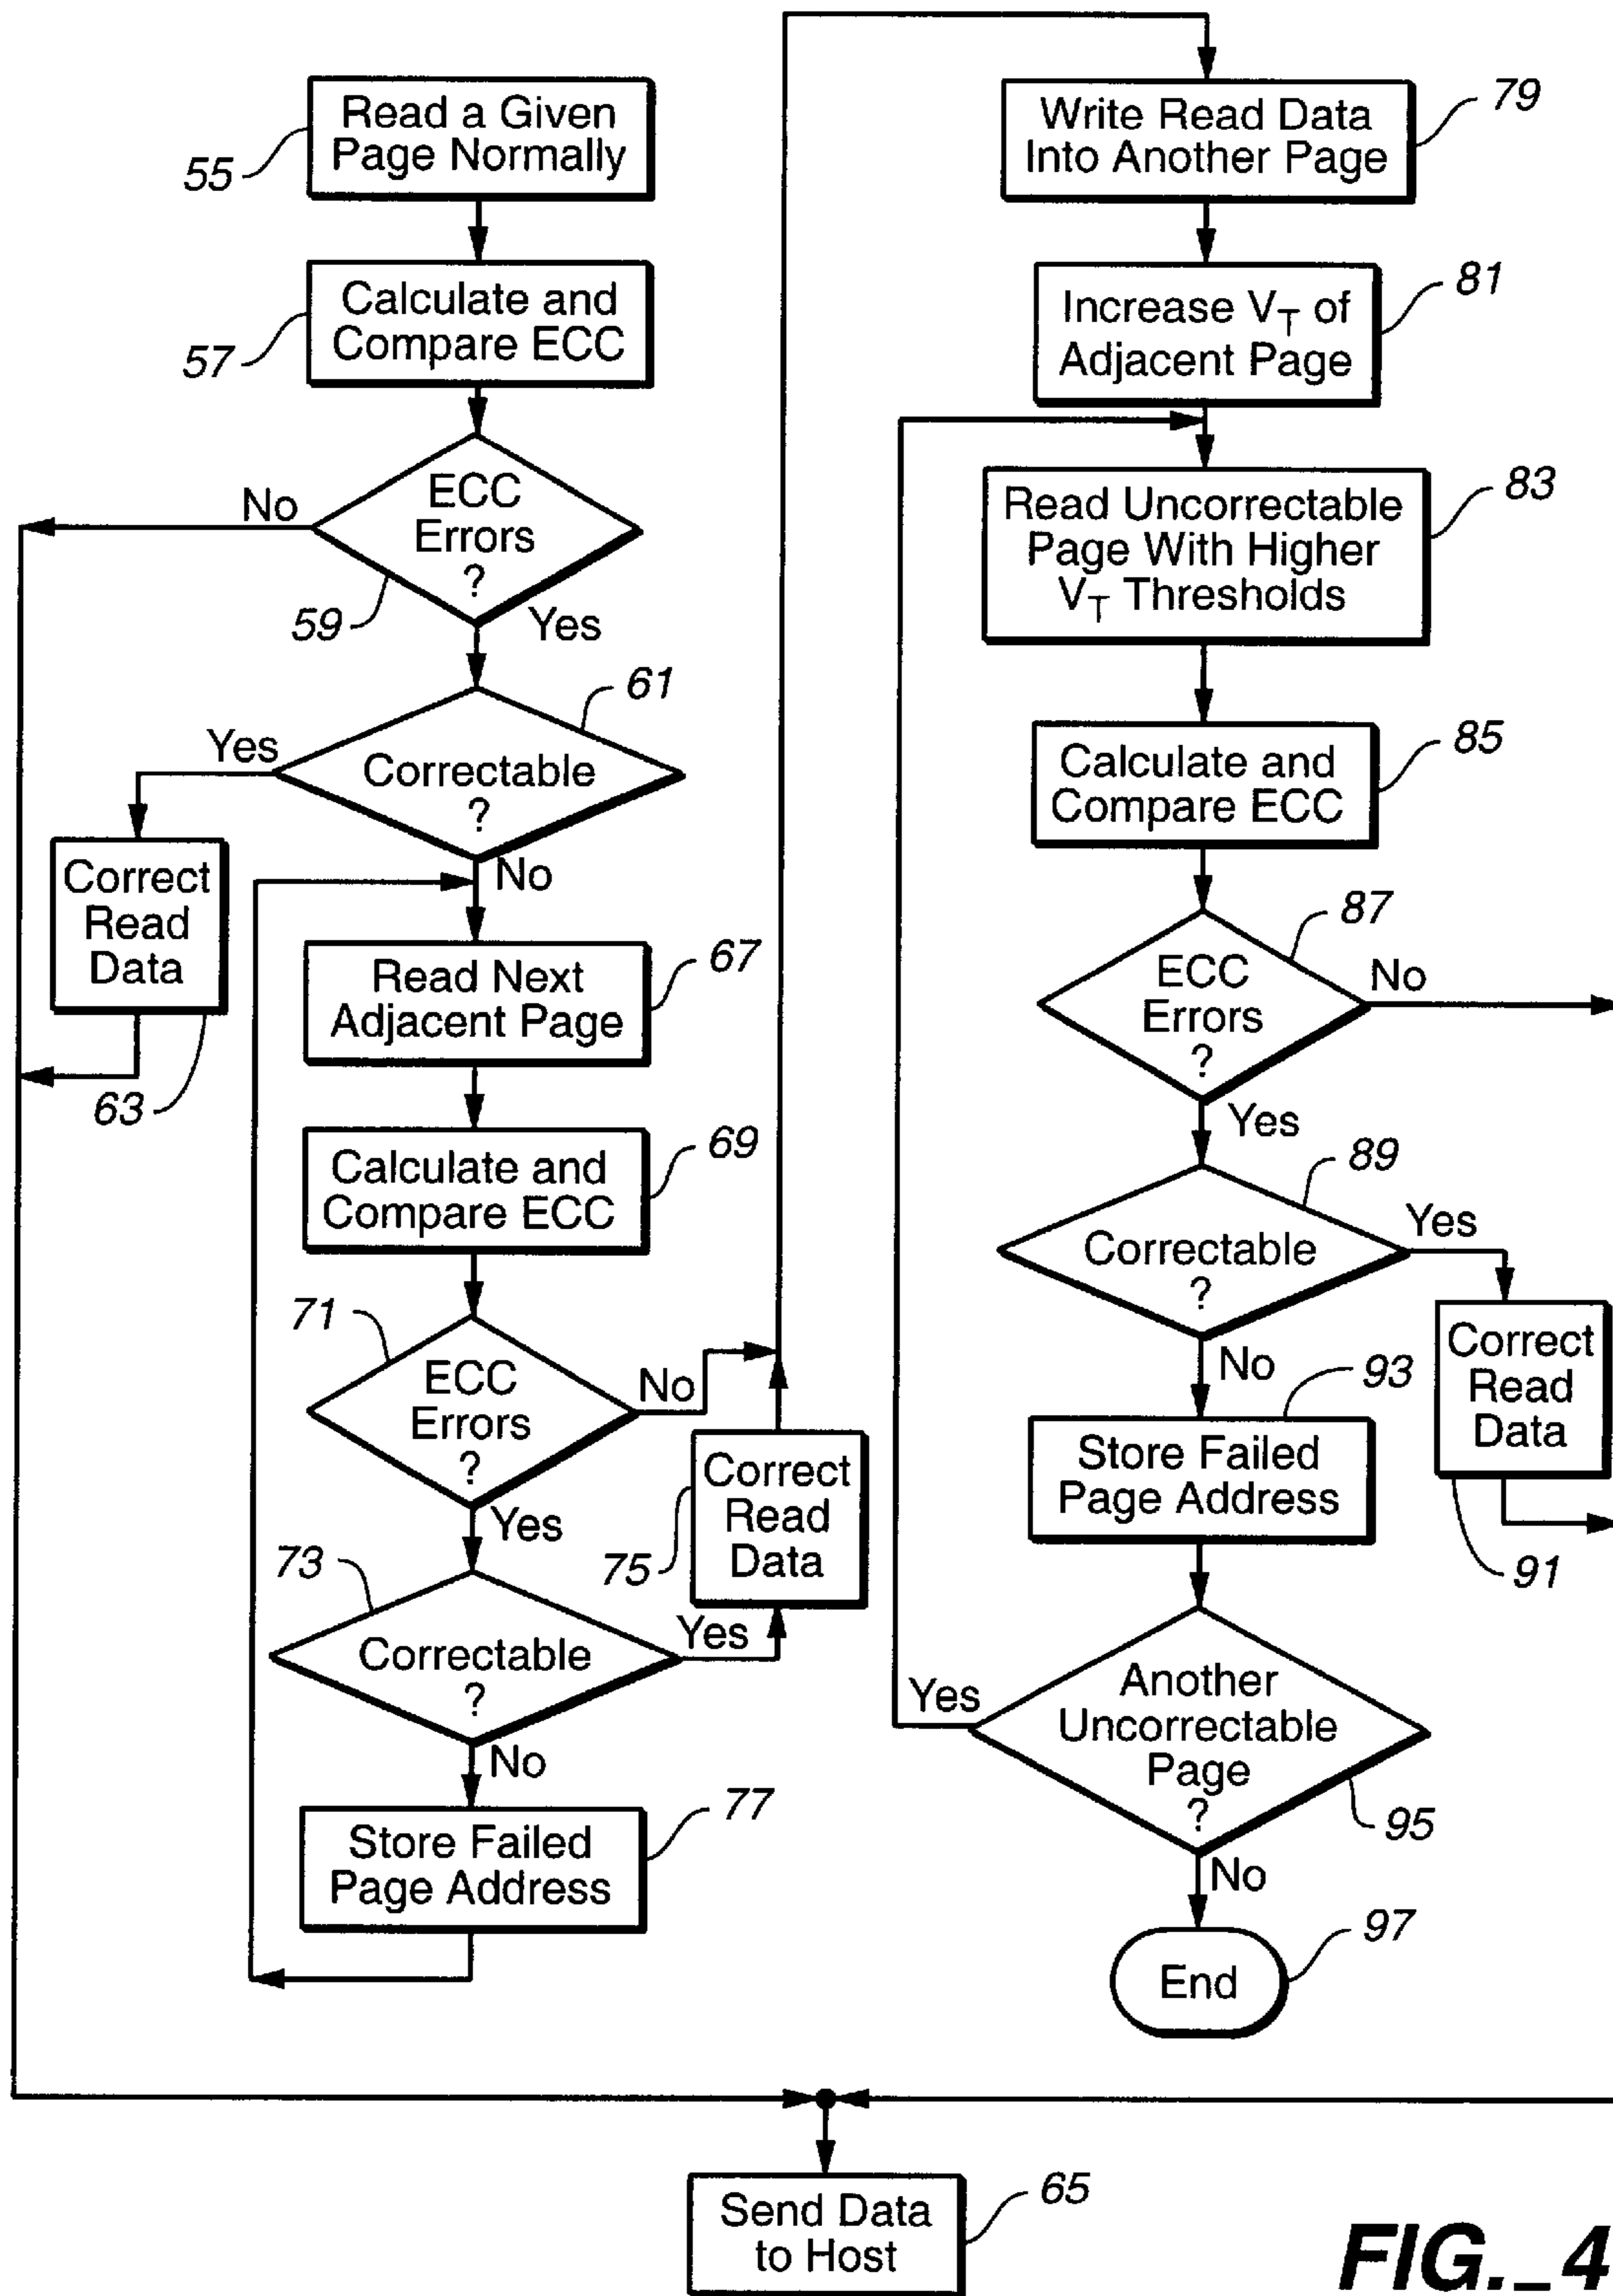 Read a Given
Page Normally
55
Calculate and
Compare ECC
57
ECC
Errors
?
No
59
Yes
61
Correctable
?
Yes
No
Correct
Read
Data
63
Read Next
Adjacent Page
67
Calculate and
Compare ECC
69
71
ECC
Errors
?
No
Yes
73
Correctable
?
Yes
75
Correct
Read
Data
No
Store Failed
Page Address
77
Write Read Data
Into Another Page
79
Increase VT of
Adjacent Page
81
Read Uncorrectable
Page With Higher
VT Thresholds
83
Calculate and
Compare ECC
85
87
ECC
Errors
?
No
Yes
89
Correctable
?
Yes
Correct
Read
Data
91
No
93
Store Failed
Page Address
Another
Uncorrectable
Page
?
Yes
95
No
End
97
Send Data
to Host
65
FIG._4